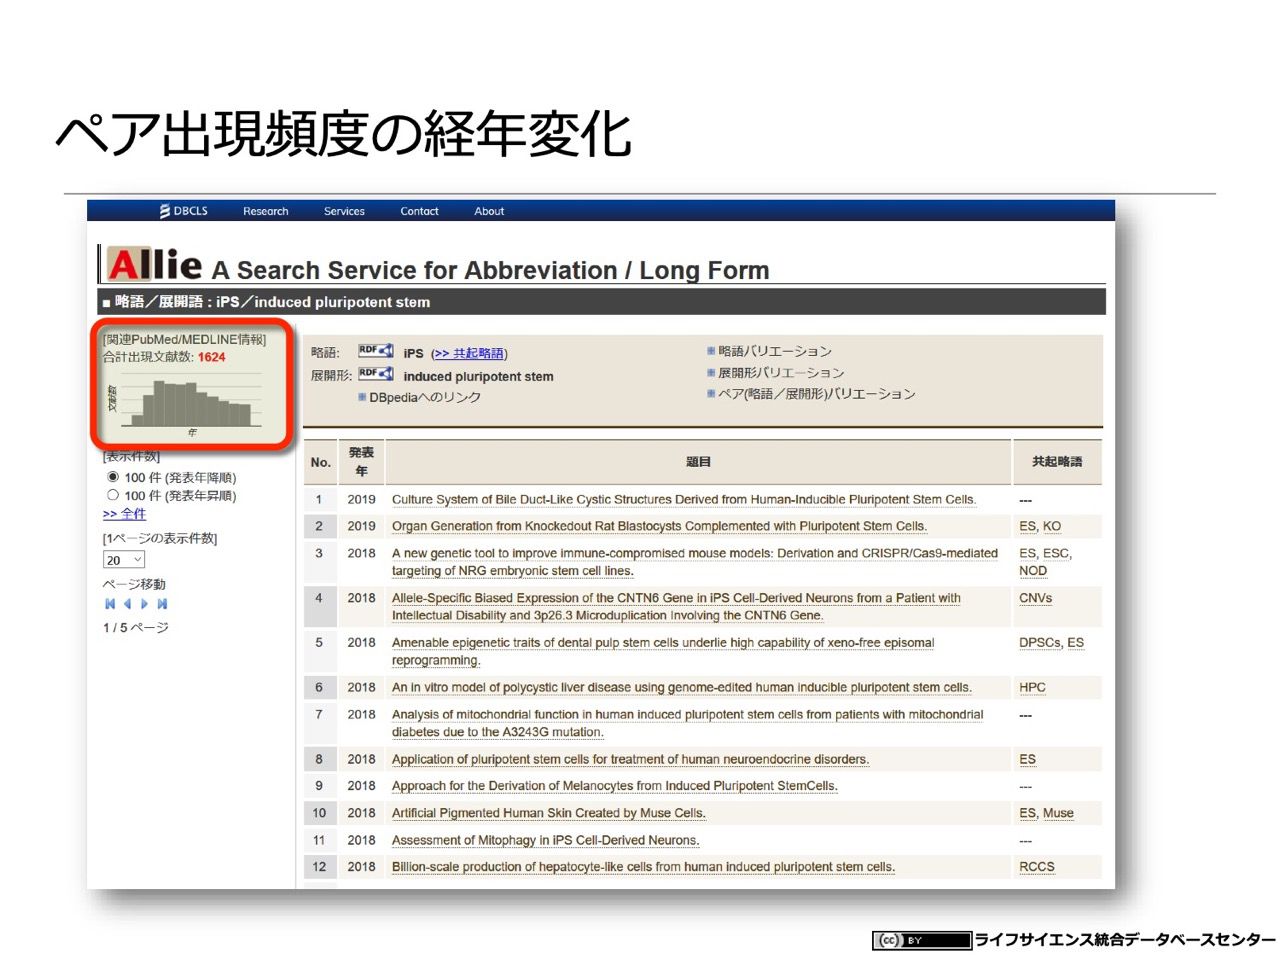 ペア出現頻度の経年変化
DBCLS Research Services Contact About
Allie A Search Service for Abbreviation / Long Form
■ 略語／展開語 : iPS／induced pluripotent stem
[関連PubMed/MEDLINE情報]
合計出現文献数: 1624
文献数
年
[表示件数]
100 件 (発表年降順)
100 件 (発表年昇順)
>> 全件
[1ページの表示件数]
20
ページ移動
1 / 5 ページ
略語: RDF iPS (>> 共起略語)
展開形: RDF induced pluripotent stem
DBpediaへのリンク
略語バリエーション
展開形バリエーション
ペア(略語／展開形)バリエーション
No. 発表年 題目 共起略語
1 2019 Culture System of Bile Duct-Like Cystic Structures Derived from Human-Inducible Pluripotent Stem Cells. ---
2 2019 Organ Generation from Knockedout Rat Blastocysts Complemented with Pluripotent Stem Cells. ES, KO
3 2018 A new genetic tool to improve immune-compromised mouse models: Derivation and CRISPR/Cas9-mediated ES, ESC,
targeting of NRG embryonic stem cell lines. NOD
4 2018 Allele-Specific Biased Expression of the CNTN6 Gene in iPS Cell-Derived Neurons from a Patient with CNVs
Intellectual Disability and 3p26.3 Microduplication Involving the CNTN6 Gene.
5 2018 Amenable epigenetic traits of dental pulp stem cells underlie high capability of xeno-free episomal DPSCs, ES
reprogramming.
6 2018 An in vitro model of polycystic liver disease using genome-edited human inducible pluripotent stem cells. HPC
7 2018 Analysis of mitochondrial function in human induced pluripotent stem cells from patients with mitochondrial ---
diabetes due to the A3243G mutation.
8 2018 Application of pluripotent stem cells for treatment of human neuroendocrine disorders. ES
9 2018 Approach for the Derivation of Melanocytes from Induced Pluripotent StemCells. ---
10 2018 Artificial Pigmented Human Skin Created by Muse Cells. ES, Muse
11 2018 Assessment of Mitophagy in iPS Cell-Derived Neurons. ---
12 2018 Billion-scale production of hepatocyte-like cells from human induced pluripotent stem cells. RCCS
cc BY ライフサイエンス統合データベースセンター